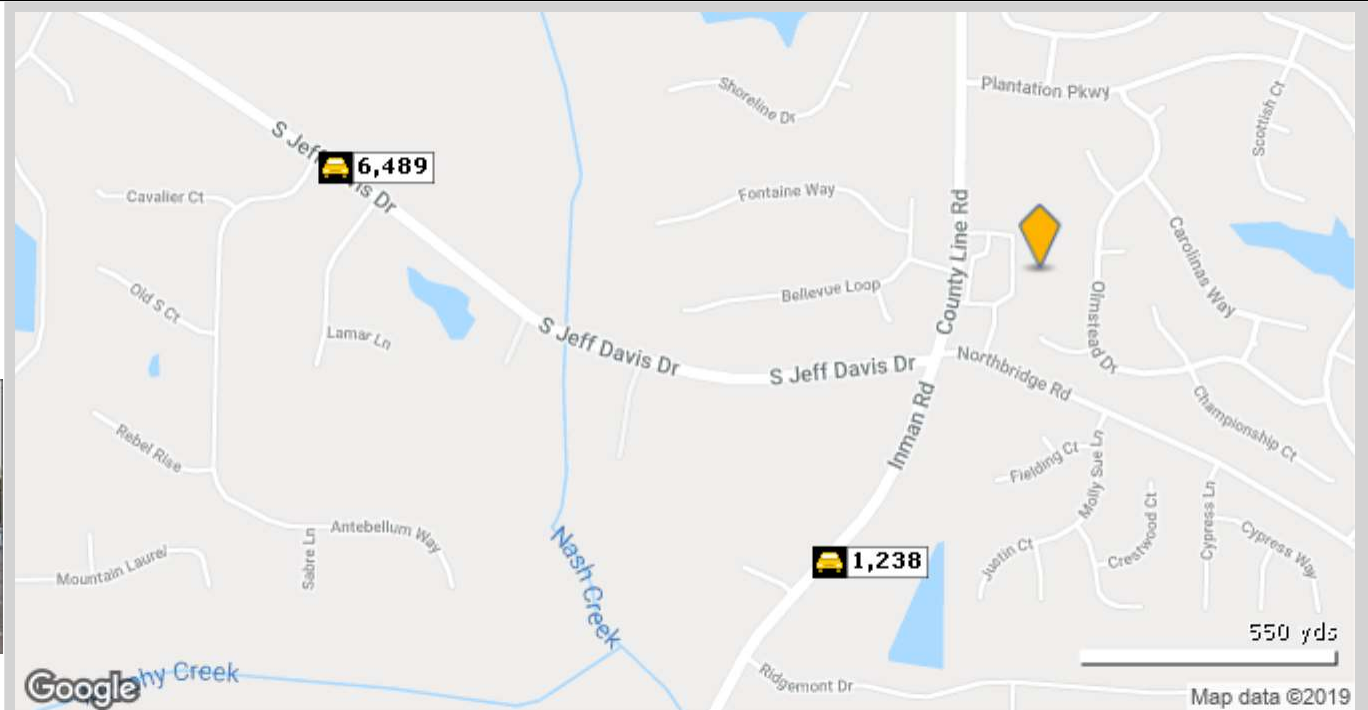 Shoreline Dr
Plantation Pkwy
Scottish Ct
S Jeff
6,489
is Dr
Cavalier Ct
Fontaine Way
County Line Rd
Carolinas Way
Old S Ct
Bellevue Loop
Olmstead Dr
Lamar Ln
S Jeff Davis Dr
S Jeff Davis Dr
Northbridge Rd
Inman Rd
Championship Ct
Rebel Rise
Fielding Ct
Molly Sue Ln
Crestwood Ct
Cypress Ln
Cypress Way
Antebellum Way
Sabre Ln
Mountain Laurel
Nash Creek
1,238
Justin Ct
550 yds
Ridgemont Dr
Google
hy Creek
Map data ©2019